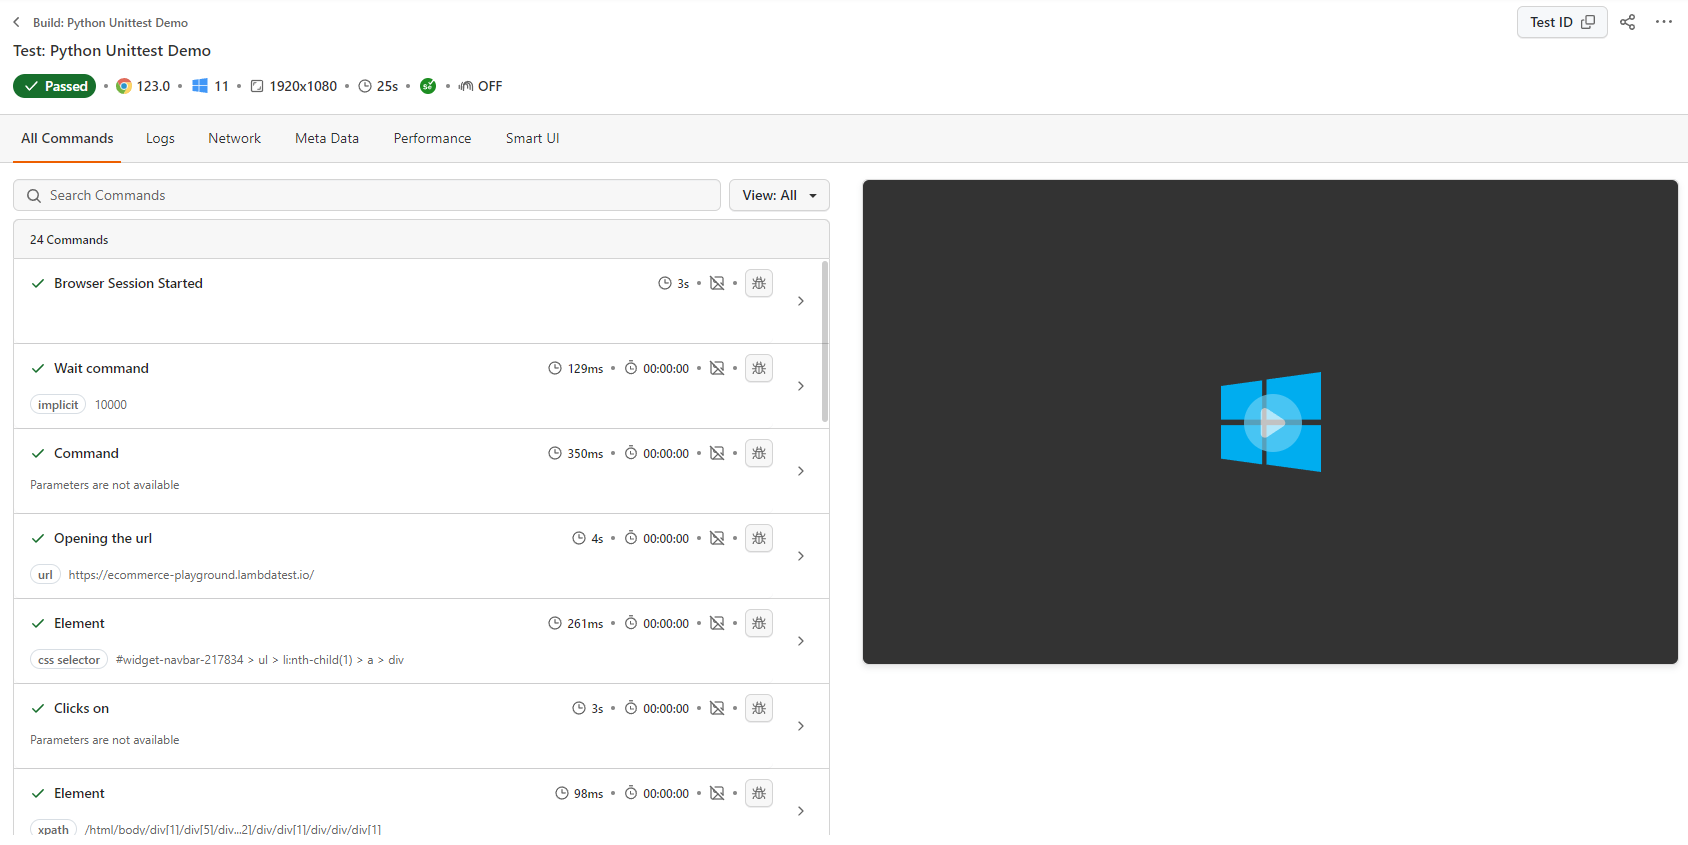 Build: Python Unittest Demo
Test ID
Test: Python Unittest Demo
Passed • 123.0 • 11 • 1920x1080 • 25s • Se • OFF
All Commands Logs Network Meta Data Performance Smart UI
Search Commands View: All
24 Commands
Browser Session Started 3s
Wait command 129ms • 00:00:00
implicit 10000
Command 350ms • 00:00:00
Parameters are not available
Opening the url 4s • 00:00:00
url https://ecommerce-playground.lambdatest.io/
Element 261ms • 00:00:00
css selector #widget-navbar-217834 > ul > li:nth-child(1) > a > div
Clicks on 3s • 00:00:00
Parameters are not available
Element 98ms • 00:00:00
xpath /html/body/div[1]/div[5]/div...2]/div/div[1]/div/div/div[1]